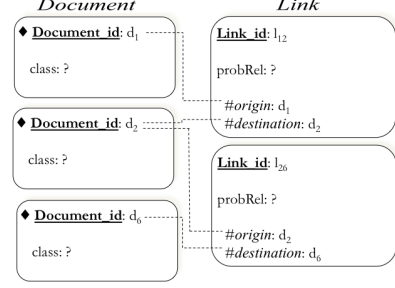 Document
♦ Document_id: d₁
class: ?
♦ Document_id: d₂
class: ?
♦ Document_id: d₆
class: ?
Link
Link_id: l₁₂
probRel: ?
#origin: d₁
#destination: d₂
Link_id: l₂₆
probRel: ?
#origin: d₂
#destination: d₆